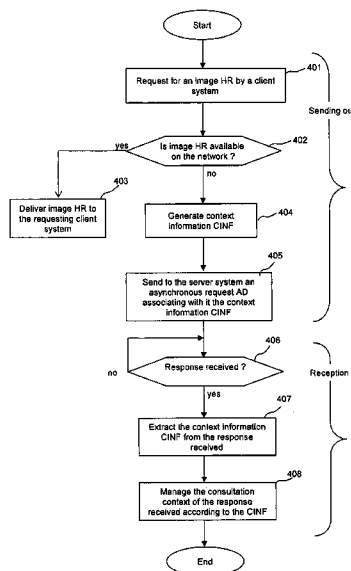 Start
401
Request for an image HR by a client
system
Sending ou
Is image HR available
on the network ?
402
yes
no
403
Deliver image HR to
the requesting client
system
404
Generate context
information CINF
405
Send to the server system an
asynchronous request AD
associating with it the context
information CINF
406
Response received ?
no
yes
Reception
407
Extract the context information
CINF from the response
received
408
Manage the consultation
context of the response
received according to the CINF
End